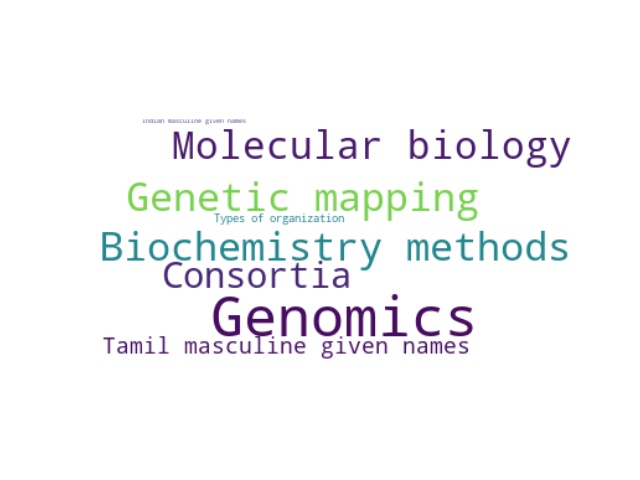 indian masculine given names
Molecular biology
Genetic mapping
Types of organization
Biochemistry methods
Consortia
Genomics
Tamil masculine given names